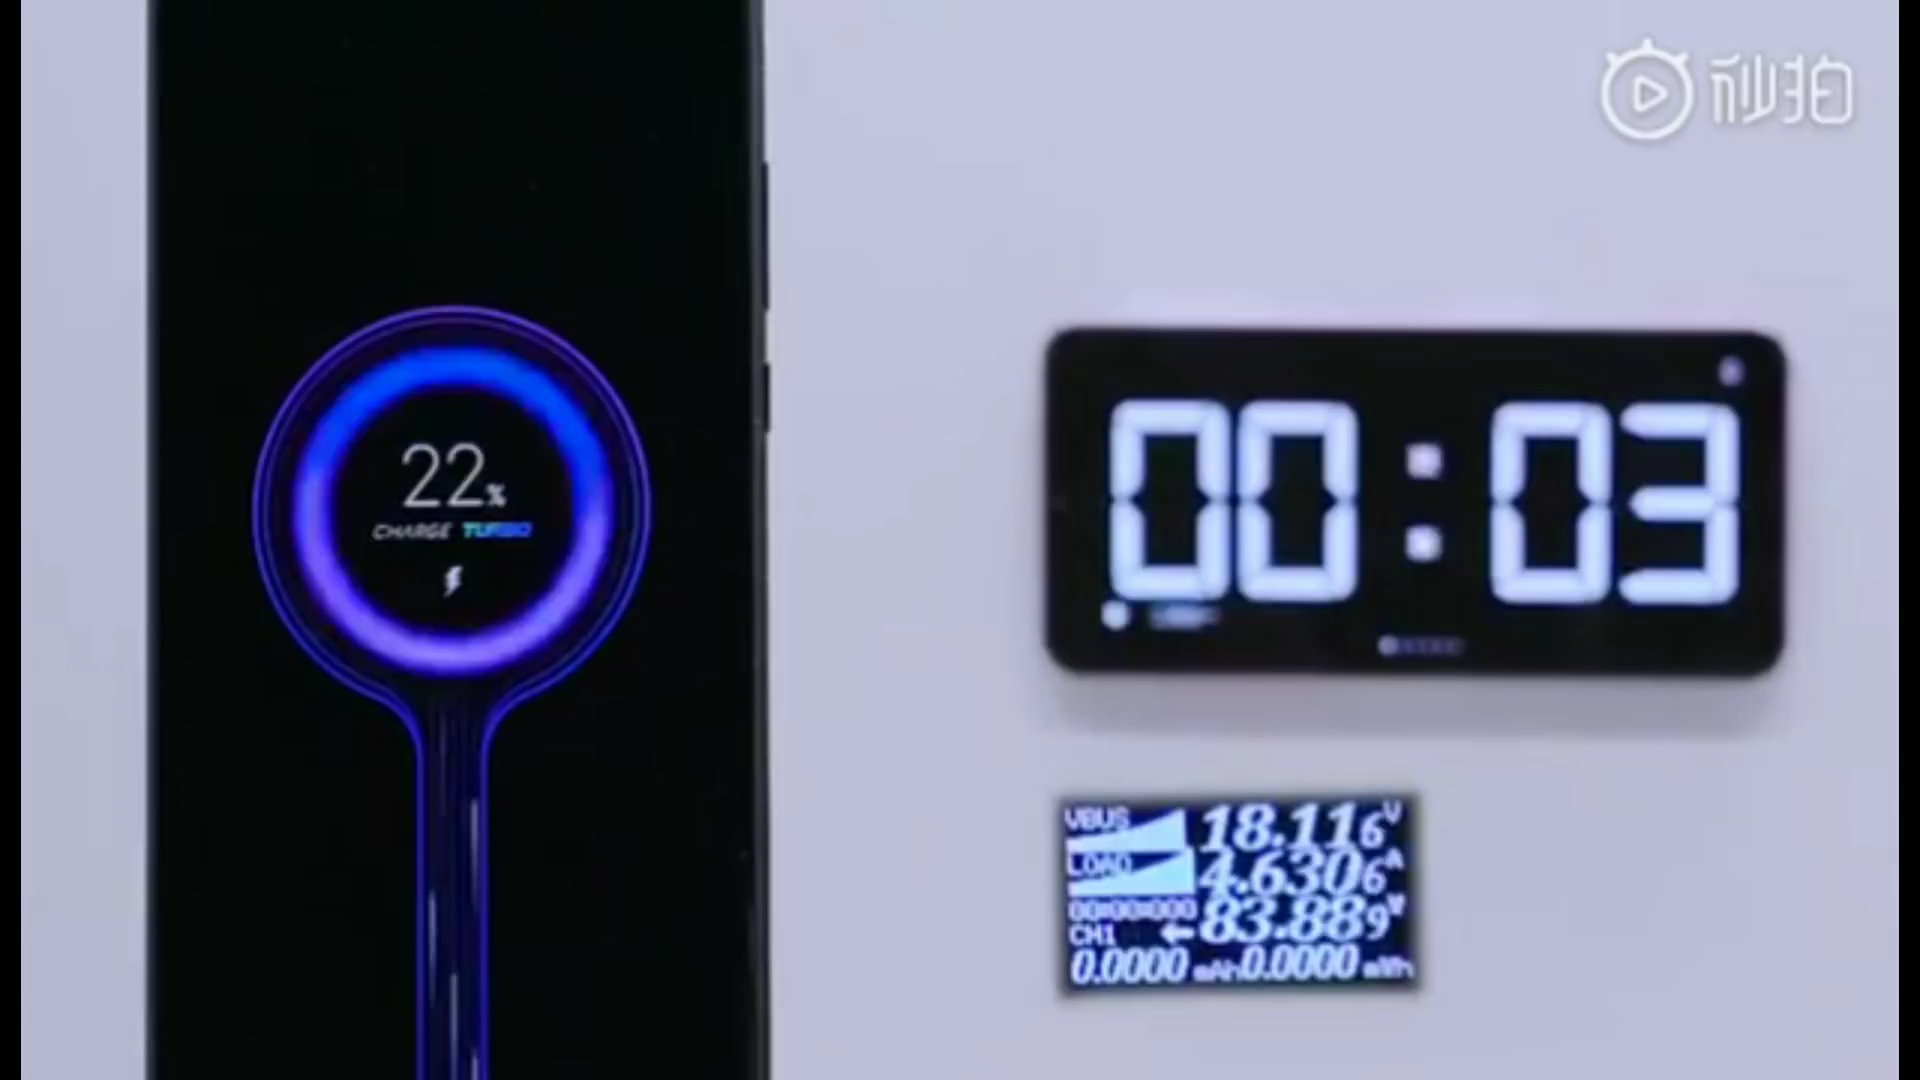 秒拍
22%
CHARGE TURBO
00:03
VBUS 18.116V
LOAD 4.6306A
00:00:000 83.889W
CH1
0.0000 mAh 0.0000 mWh